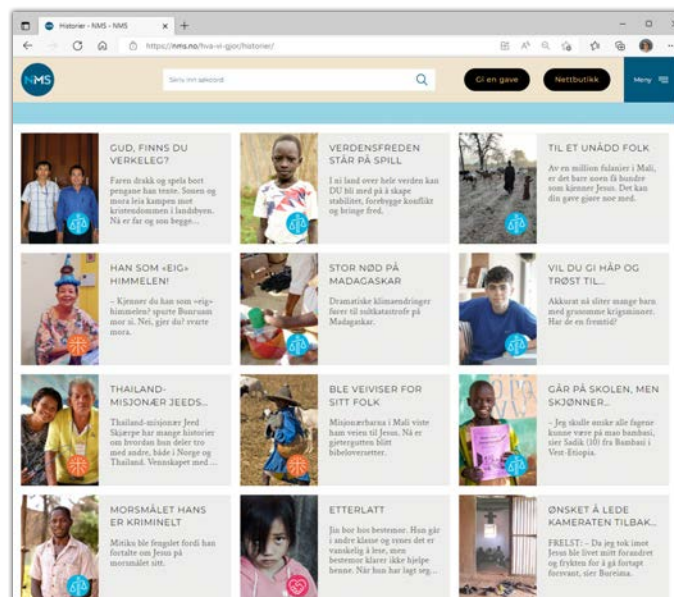 Historier - NMS - NMS
https://nms.no/hva-vi-gjor/historier/
NMS
Skriv inn søkeord
Gi en gave
Nettbutikk
Meny
GUD, FINNS DU
VERKELEG?
Faren drakk og spela bort
pengane han tente. Sonen og
mora leia kampen mot
kristendommen i landsbyen.
Nå er far og son begge...
VERDENSFREDEN
STÅR PÅ SPILL
I ni land over hele verden kan
DU bli med på å skape
stabilitet, forebygge konflikt
og bringe fred.
TIL ET UNÅDD FOLK
Av en million fulanier i Mali,
er det bare noen få hundre
som kjenner Jesus. Det kan
din gave gjøre noe med.
HAN SOM «EIG»
HIMMELEN!
– Kjenner du han som «eig»
himmelen? spurte Bunruam
mor si. Nei, gjer du? svarte
mora.
STOR NØD PÅ
MADAGASKAR
Dramatiske klimaendringer
fører til sultkatastrofe på
Madagaskar.
VIL DU GI HÅP OG
TRØST TIL...
Akkurat nå sliter mange barn
med grusomme krigsminner.
Har de en fremtid?
THAILAND-
MISJONÆR JEEDS...
Thailand-misjonær Jeed
Skjærpe har mange historier
om hvordan hun deler tro
med andre, både i Norge og
Thailand. Vennskapet med ...
BLE VEIVISER FOR
SITT FOLK
Misjonærbarna i Mali viste
ham veien til Jesus. Nå er
gjetergutten blitt
bibeloversetter.
GÅR PÅ SKOLEN, MEN
SKJØNNER...
– Jeg skulle ønske alle fagene
kunne være på mao bambasi,
sier Sadik (10) fra Bambasi i
Vest-Etiopia.
MORSMÅLET HANS
ER KRIMINELT
Mitiku ble fengslet fordi han
fortalte om Jesus på
morsmålet sitt.
ETTERLATT
Jin bor hos bestemor. Hun går
i andre klasse og synes det er
vanskelig å lese, men
bestemor klarer ikke hjelpe
henne. Når hun har lagt seg...
ØNSKET Å LEDE
KAMERATEN TILBAK...
FRELST: – Da jeg tok imot
Jesus ble livet mitt forandret
og frykten for å gå fortapt
forsvant, sier Boreima.